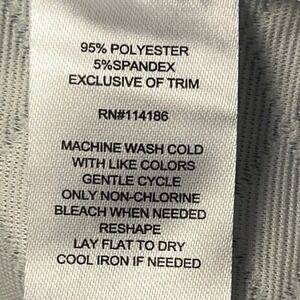 95% POLYESTER
5%SPANDEX
EXCLUSIVE OF TRIM
RN#114186
MACHINE WASH COLD
WITH LIKE COLORS
GENTLE CYCLE
ONLY NON-CHLORINE
BLEACH WHEN NEEDED
RESHAPE
LAY FLAT TO DRY
COOL IRON IF NEEDED